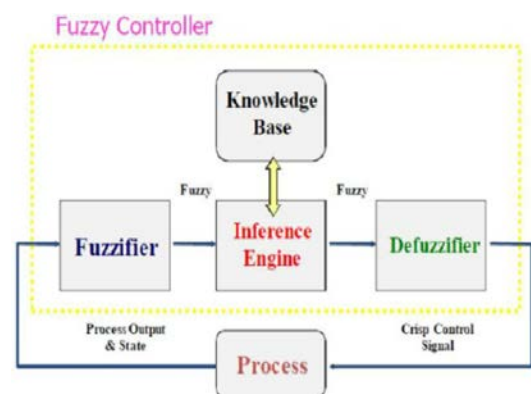 Fuzzy Controller
Knowledge
Base
Fuzzy
Fuzzy
Fuzzifier
Inference
Engine
Defuzzifier
Process Output
& State
Crisp Control
Signal
Process